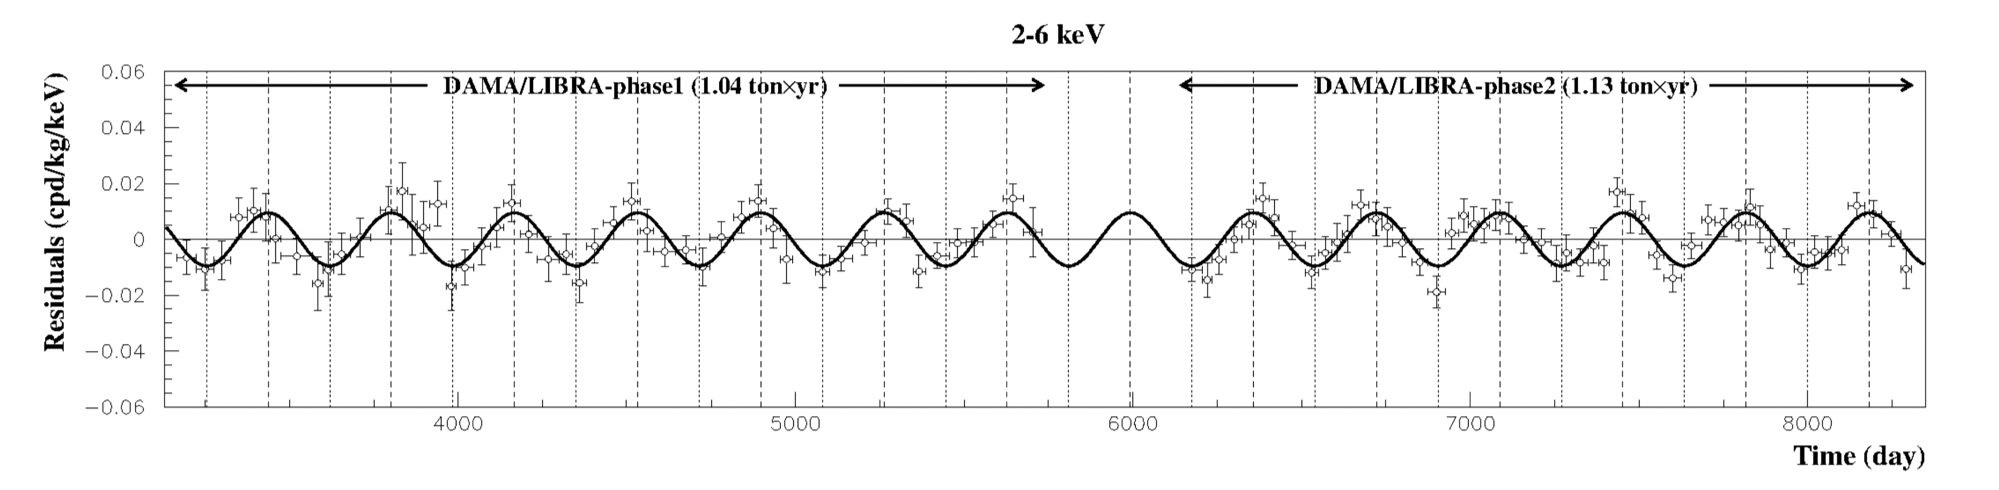 2-6 keV
Residuals (cpd/kg/keV)
0.06
0.04
0.02
0
−0.02
−0.04
−0.06
DAMA/LIBRA-phase1 (1.04 ton×yr)
DAMA/LIBRA-phase2 (1.13 ton×yr)
4000 5000 6000 7000 8000
Time (day)